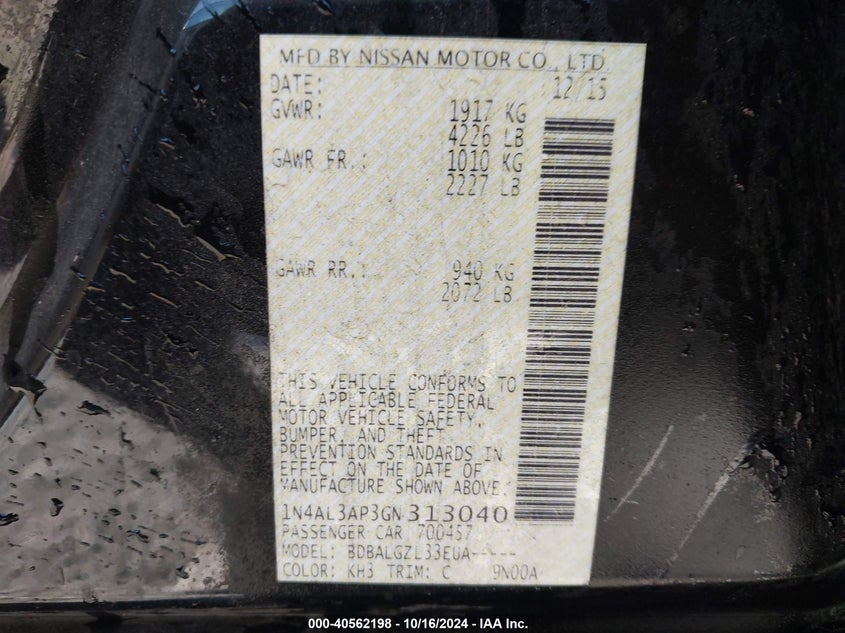 MFD BY NISSAN MOTOR CO., LTD.
DATE: 12/15
GVWR: 1917 KG
4226 LB
GAWR FR.: 1010 KG
2227 LB
GAWR RR.: 940 KG
2072 LB
THIS VEHICLE CONFORMS TO
ALL APPLICABLE FEDERAL
MOTOR VEHICLE SAFETY,
BUMPER, AND THEFT
PREVENTION STANDARDS IN
EFFECT ON THE DATE OF
MANUFACTURE SHOWN ABOVE.
1N4AL3AP3GN313040
PASSENGER CAR 700457
MODEL: BDBALGZL33EUA-----
COLOR: KH3 TRIM: C 9N00A
000-40562198 - 10/16/2024 - IAA Inc.